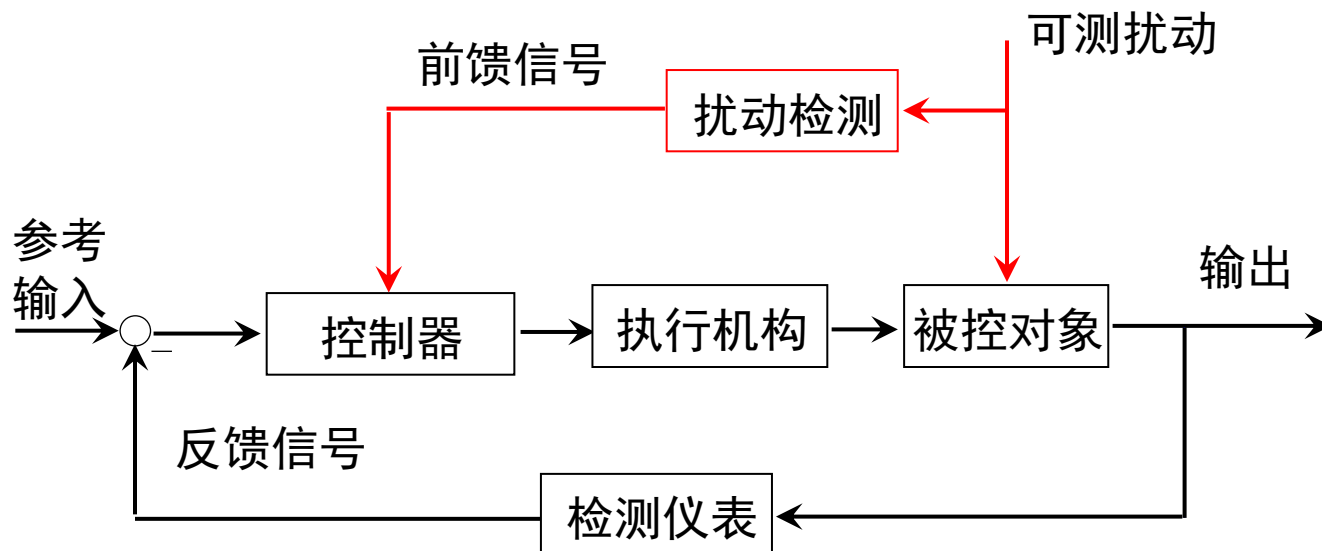 可测扰动
前馈信号
扰动检测
参考
输入
控制器
执行机构
被控对象
输出
−
反馈信号
检测仪表